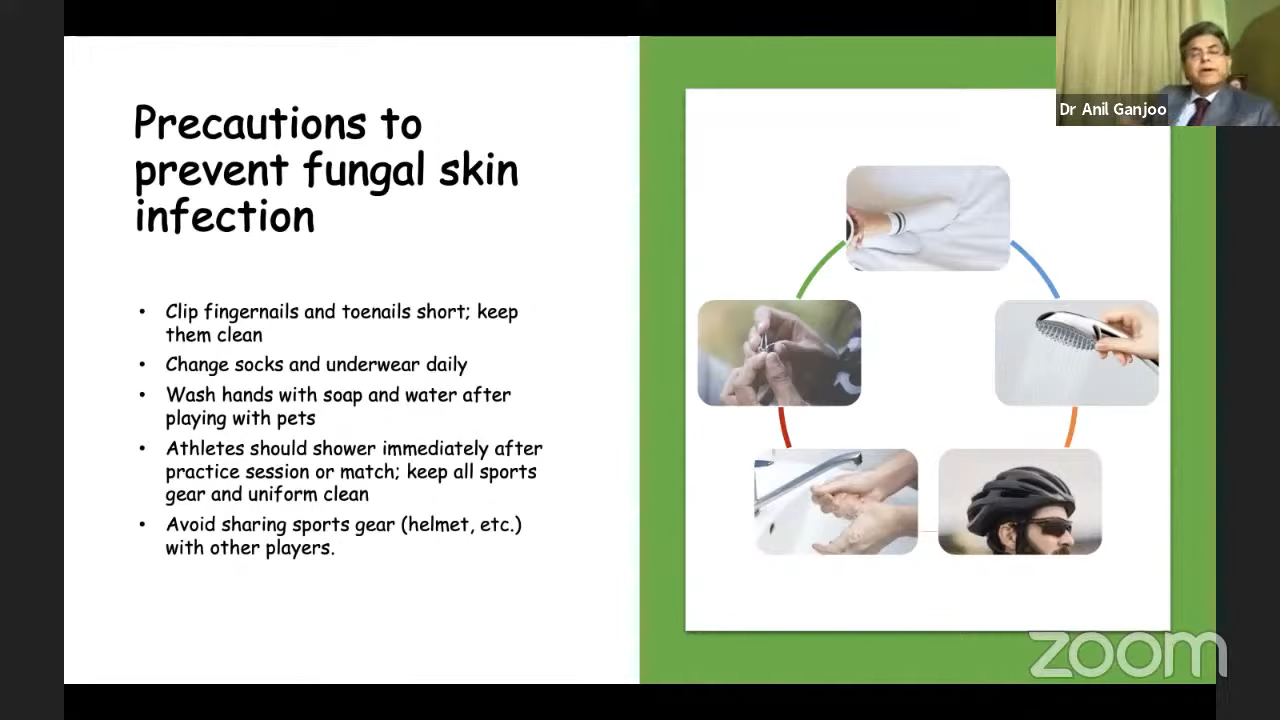 Precautions to
prevent fungal skin
infection
• Clip fingernails and toenails short; keep
them clean
• Change socks and underwear daily
• Wash hands with soap and water after
playing with pets
• Athletes should shower immediately after
practice session or match; keep all sports
gear and uniform clean
• Avoid sharing sports gear (helmet, etc.)
with other players.
Dr Anil Ganjoo
zoom